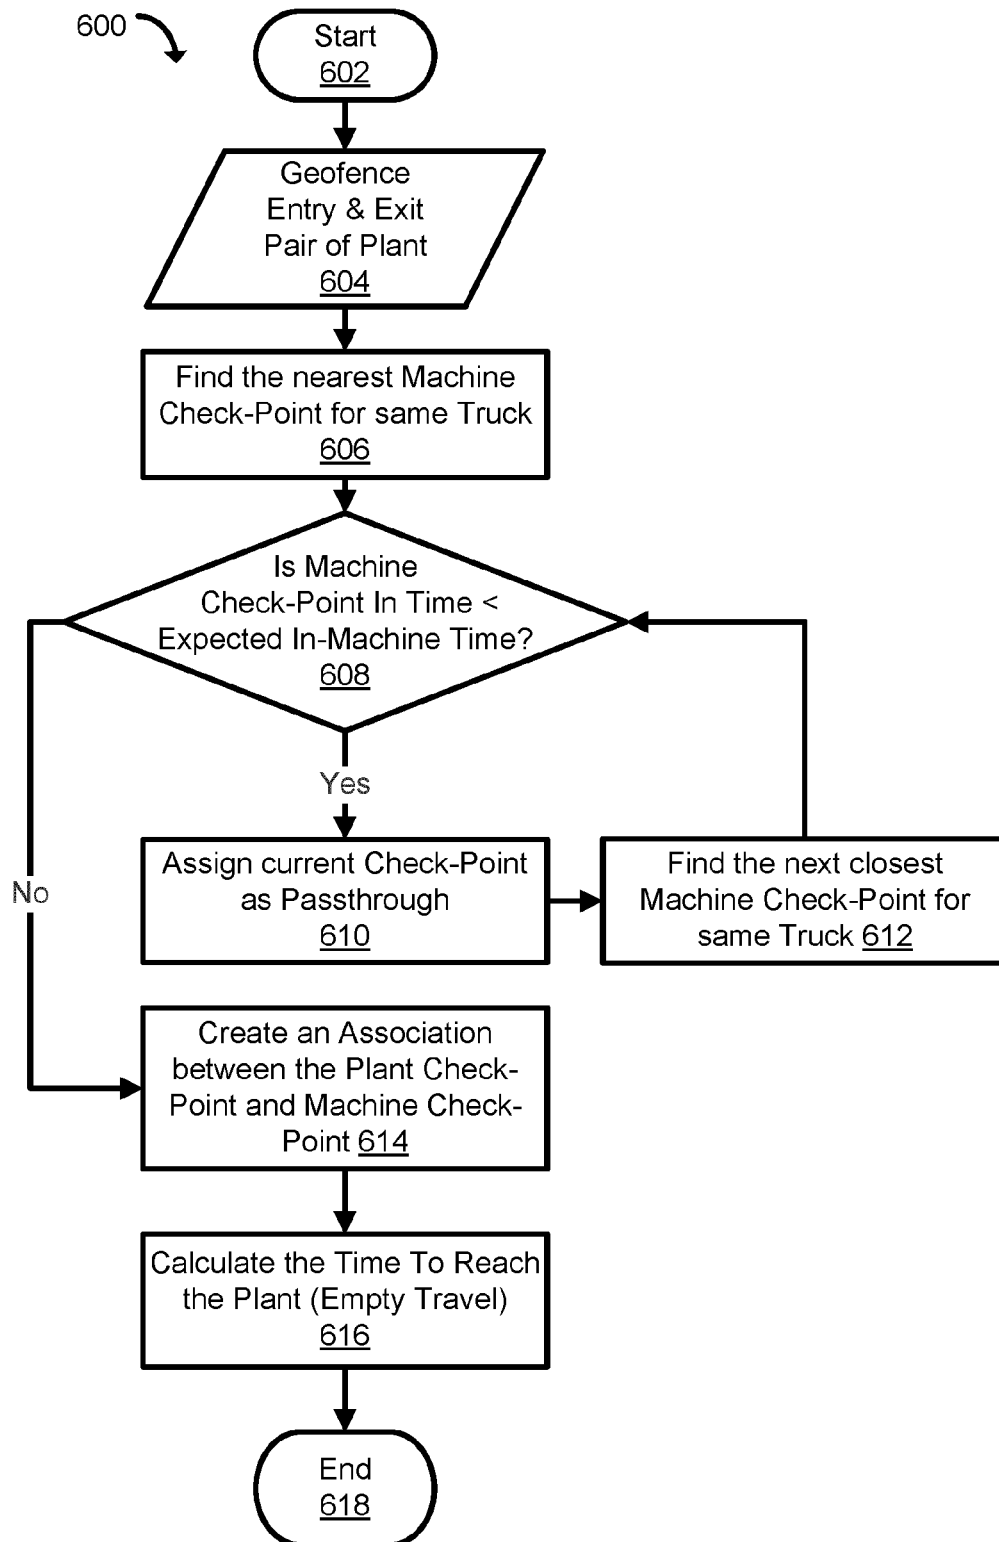 600
Start
602
Geofence
Entry & Exit
Pair of Plant
604
Find the nearest Machine
Check-Point for same Truck
606
Is Machine
Check-Point In Time <
Expected In-Machine Time?
608
Yes
No
Assign current Check-Point
as Passthrough
610
Find the next closest
Machine Check-Point for
same Truck 612
Create an Association
between the Plant Check-
Point and Machine Check-
Point 614
Calculate the Time To Reach
the Plant (Empty Travel)
616
End
618